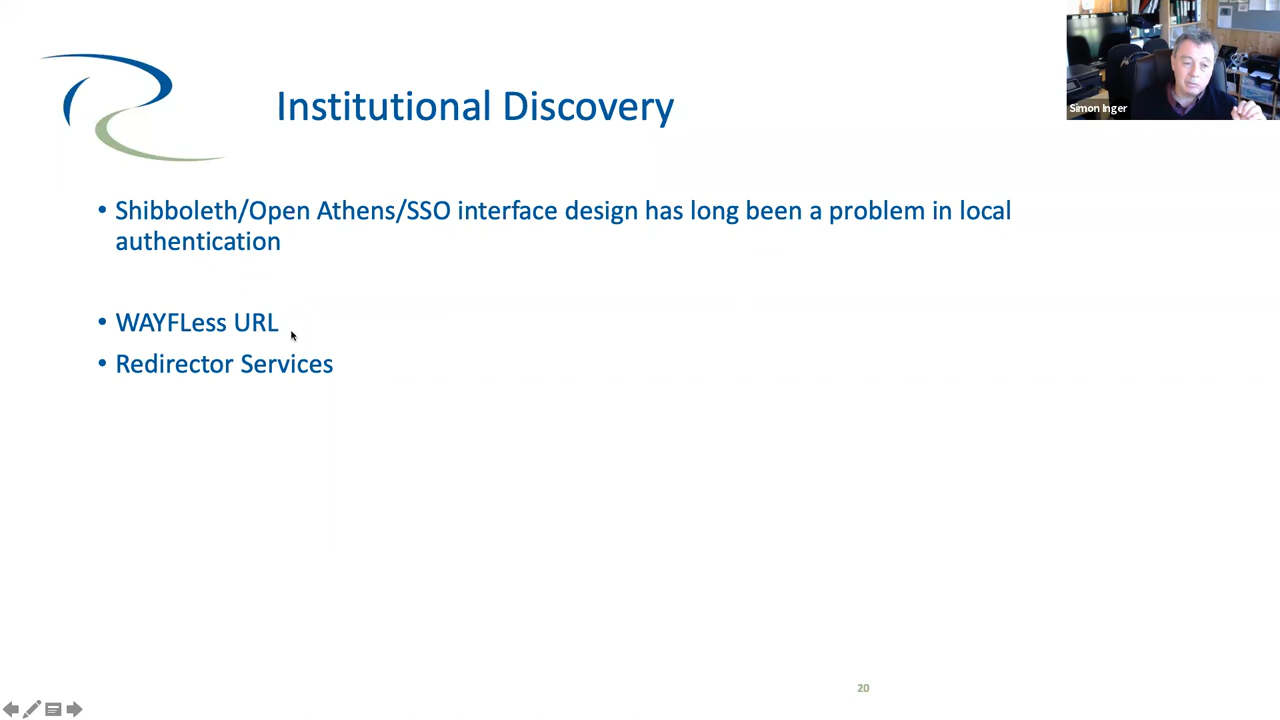 Institutional Discovery
Simon Inger
• Shibboleth/Open Athens/SSO interface design has long been a problem in local
authentication
• WAYFLess URL
• Redirector Services
20